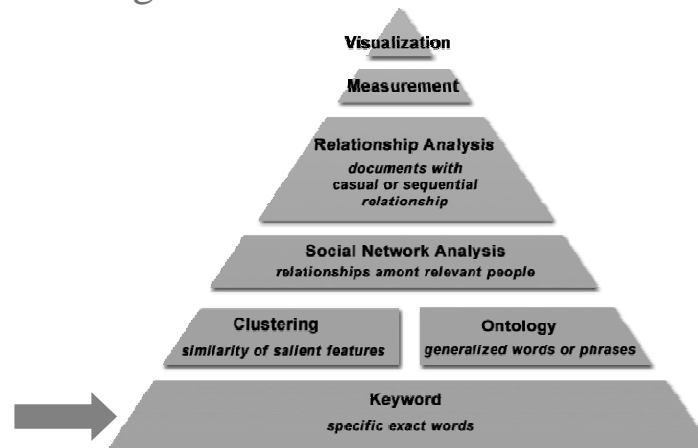 Visualization
Measurement
Relationship Analysis
documents with
casual or sequential
relationship
Social Network Analysis
relationships amont relevant people
Clustering
similarity of salient features
Ontology
generalized words or phrases
Keyword
specific exact words